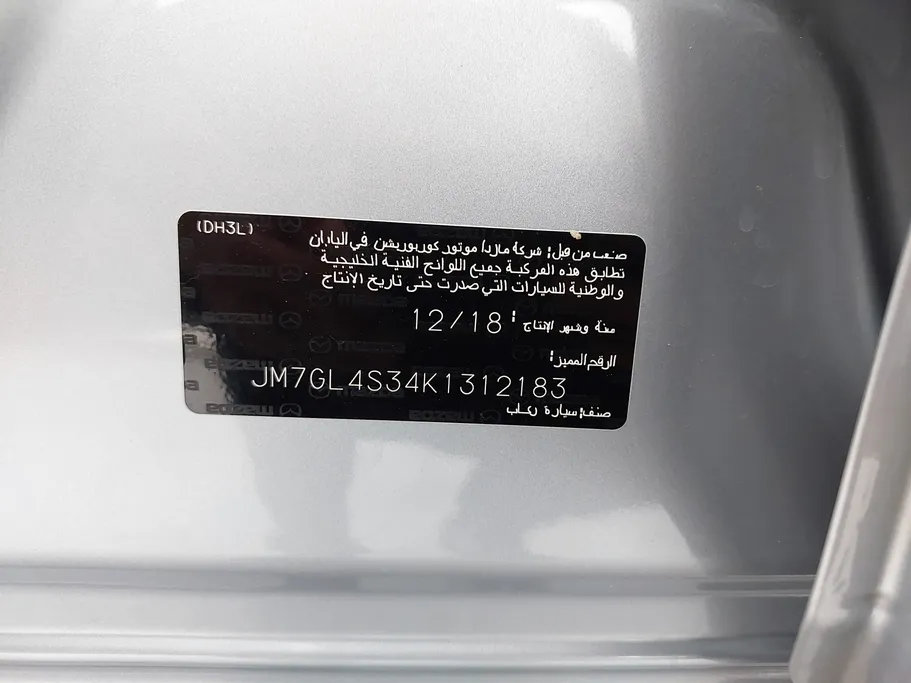 (DH3L)
صنعت من قبل: شركة مازدا موتور كوربوريشن في اليابان
تطابق هذه المركبة جميع اللوائح الفنية الخليجية
والوطنية للسيارات التي صدرت حتى تاريخ الإنتاج
سنة وشهر الإنتاج: 12/18
الرقم المميز:
JM7GL4S34K1312183
صنف: سيارة ركاب